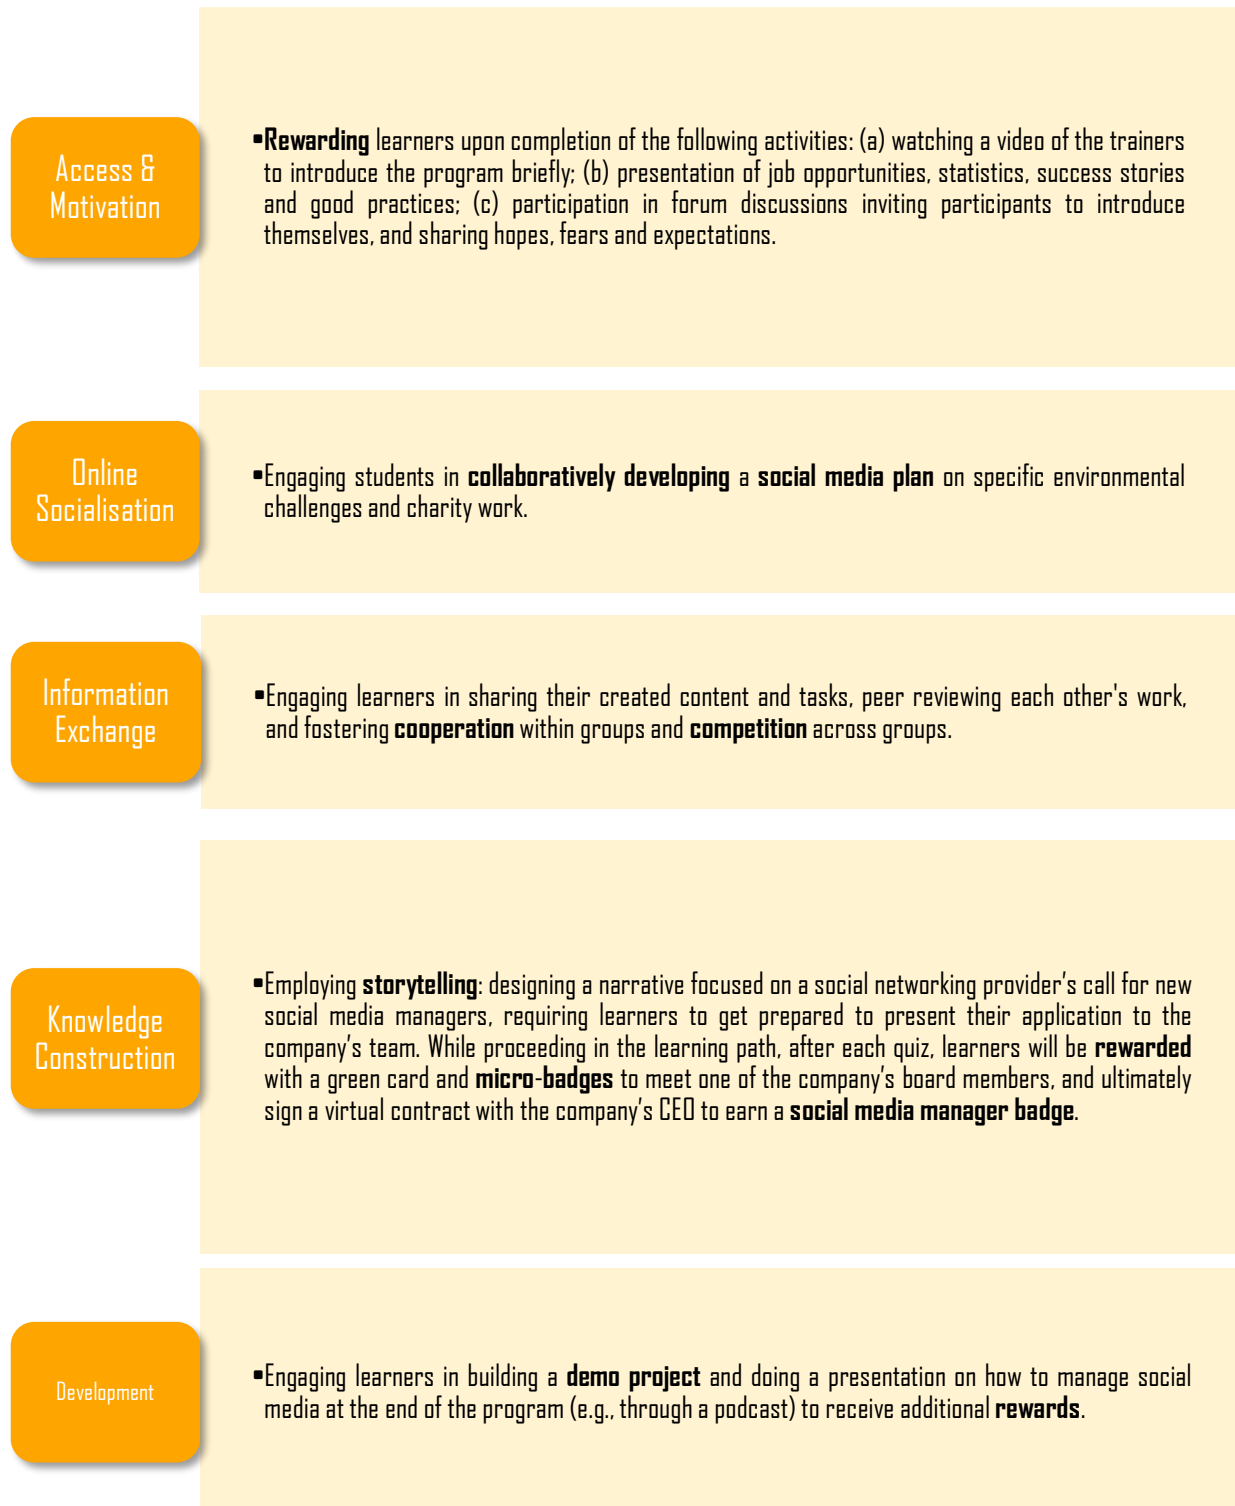 Access &
Motivation
▪Rewarding learners upon completion of the following activities: (a) watching a video of the trainers
to introduce the program briefly; (b) presentation of job opportunities, statistics, success stories
and good practices; (c) participation in forum discussions inviting participants to introduce
themselves, and sharing hopes, fears and expectations.
Online
Socialisation
▪Engaging students in collaboratively developing a social media plan on specific environmental
challenges and charity work.
Information
Exchange
▪Engaging learners in sharing their created content and tasks, peer reviewing each other's work,
and fostering cooperation within groups and competition across groups.
Knowledge
Construction
▪Employing storytelling: designing a narrative focused on a social networking provider's call for new
social media managers, requiring learners to get prepared to present their application to the
company's team. While proceeding in the learning path, after each quiz, learners will be rewarded
with a green card and micro-badges to meet one of the company's board members, and ultimately
sign a virtual contract with the company's CEO to earn a social media manager badge.
Development
▪Engaging learners in building a demo project and doing a presentation on how to manage social
media at the end of the program (e.g., through a podcast) to receive additional rewards.